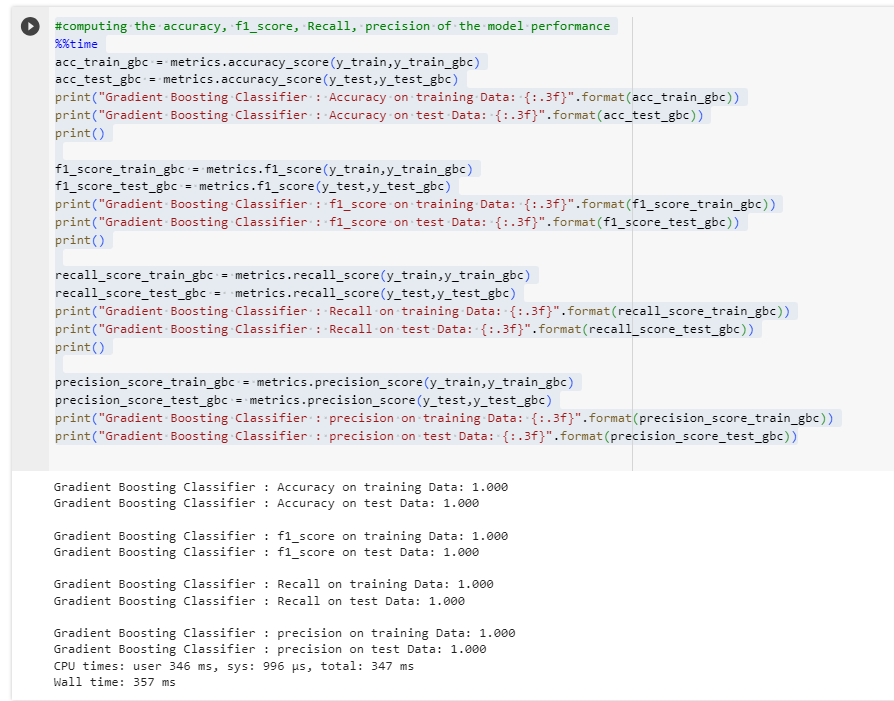 #computing the accuracy, f1_score, Recall, precision of the model performance
%%time
acc_train_gbc = metrics.accuracy_score(y_train,y_train_gbc)
acc_test_gbc = metrics.accuracy_score(y_test,y_test_gbc)
print("Gradient Boosting Classifier : Accuracy on training Data: {:.3f}".format(acc_train_gbc))
print("Gradient Boosting Classifier : Accuracy on test Data: {:.3f}".format(acc_test_gbc))
print()
f1_score_train_gbc = metrics.f1_score(y_train,y_train_gbc)
f1_score_test_gbc = metrics.f1_score(y_test,y_test_gbc)
print("Gradient Boosting Classifier : f1_score on training Data: {:.3f}".format(f1_score_train_gbc))
print("Gradient Boosting Classifier : f1_score on test Data: {:.3f}".format(f1_score_test_gbc))
print()
recall_score_train_gbc = metrics.recall_score(y_train,y_train_gbc)
recall_score_test_gbc =  metrics.recall_score(y_test,y_test_gbc)
print("Gradient Boosting Classifier : Recall on training Data: {:.3f}".format(recall_score_train_gbc))
print("Gradient Boosting Classifier : Recall on test Data: {:.3f}".format(recall_score_test_gbc))
print()
precision_score_train_gbc = metrics.precision_score(y_train,y_train_gbc)
precision_score_test_gbc = metrics.precision_score(y_test,y_test_gbc)
print("Gradient Boosting Classifier : precision on training Data: {:.3f}".format(precision_score_train_gbc))
print("Gradient Boosting Classifier : precision on test Data: {:.3f}".format(precision_score_test_gbc))
Gradient Boosting Classifier : Accuracy on training Data: 1.000
Gradient Boosting Classifier : Accuracy on test Data: 1.000
Gradient Boosting Classifier : f1_score on training Data: 1.000
Gradient Boosting Classifier : f1_score on test Data: 1.000
Gradient Boosting Classifier : Recall on training Data: 1.000
Gradient Boosting Classifier : Recall on test Data: 1.000
Gradient Boosting Classifier : precision on training Data: 1.000
Gradient Boosting Classifier : precision on test Data: 1.000
CPU times: user 346 ms, sys: 996 µs, total: 347 ms
Wall time: 357 ms